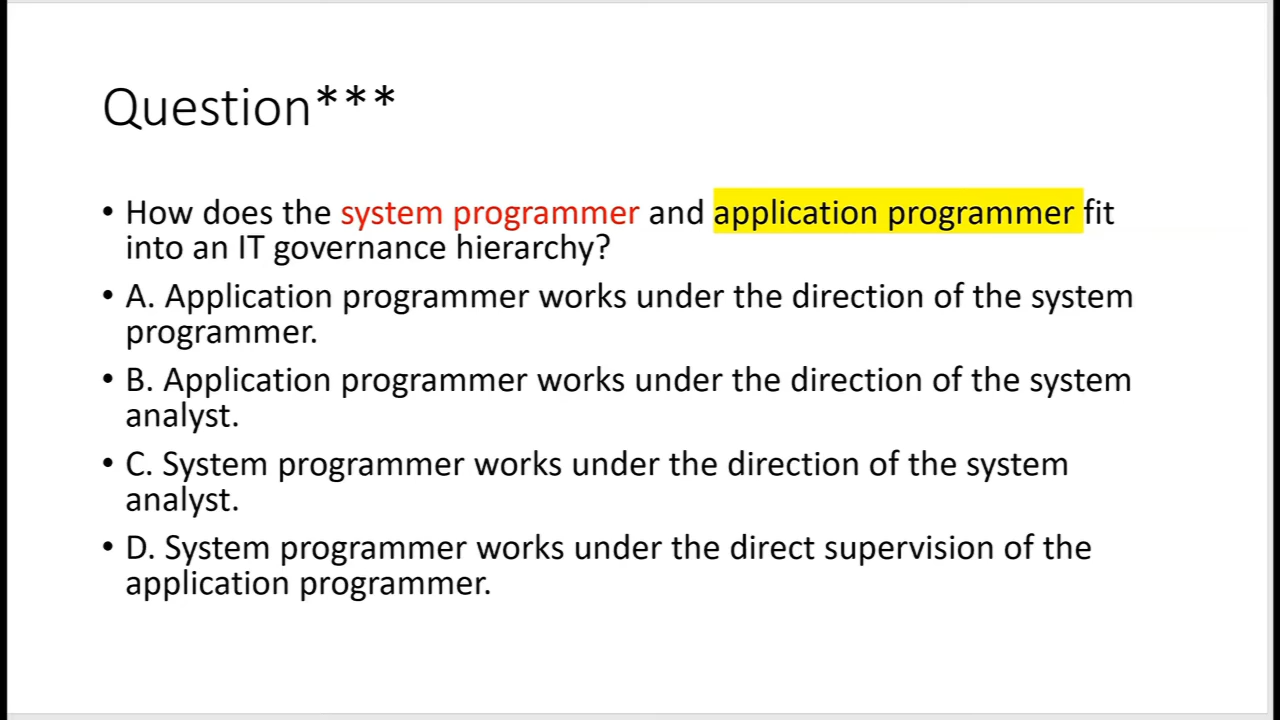 Question***
• How does the system programmer and application programmer fit
into an IT governance hierarchy?
• A. Application programmer works under the direction of the system
programmer.
• B. Application programmer works under the direction of the system
analyst.
• C. System programmer works under the direction of the system
analyst.
• D. System programmer works under the direct supervision of the
application programmer.